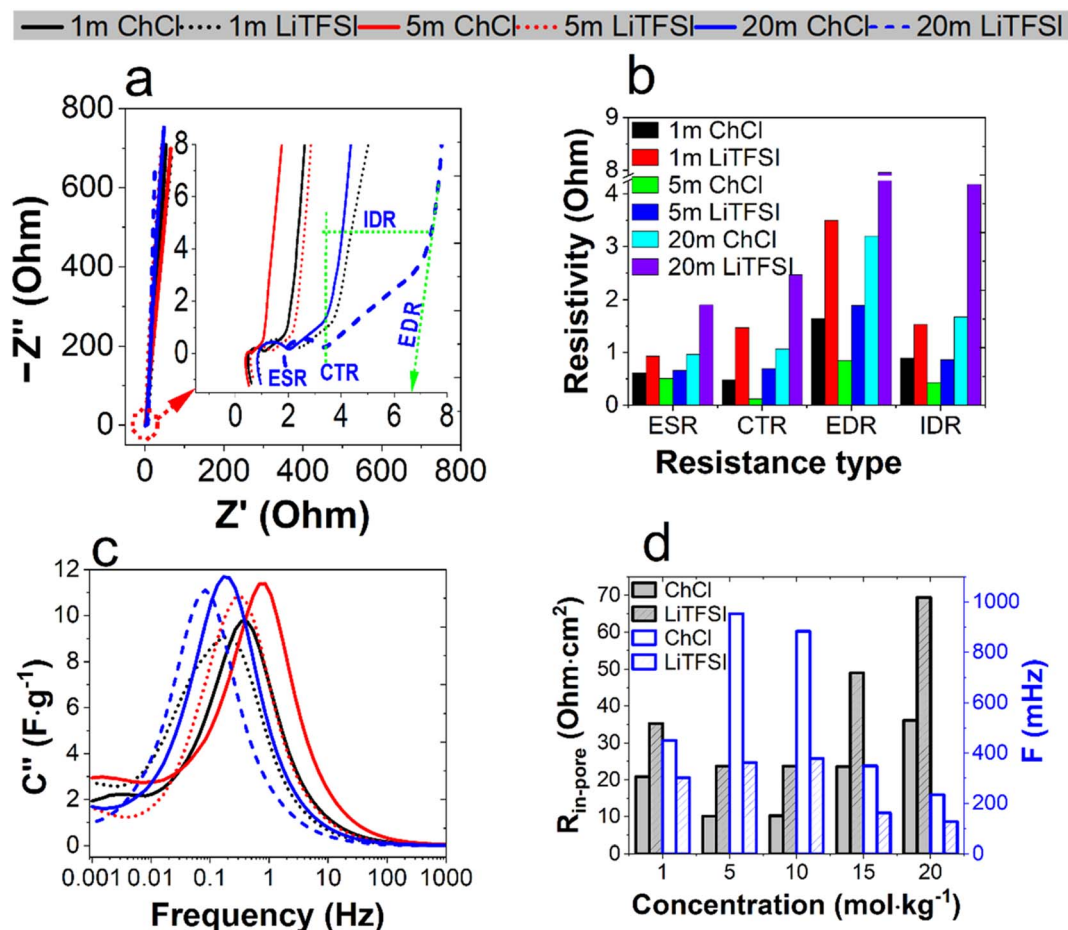 1m ChCl 1m LiTFSI 5m ChCl 5m LiTFSI 20m ChCl 20m LiTFSI
a
−Z'' (Ohm)
800
600
400
200
0
0 200 400 600 800
Z' (Ohm)
8
6
4
2
0
0 2 4 6 8
IDR
EDR
ESR
CTR
b
Resistivity (Ohm)
9
8
4
3
2
1
0
1m ChCl
1m LiTFSI
5m ChCl
5m LiTFSI
20m ChCl
20m LiTFSI
ESR CTR EDR IDR
Resistance type
c
C'' (F·g⁻¹)
12
10
8
6
4
2
0
0.001 0.01 0.1 1 10 100 1000
Frequency (Hz)
d
R_in-pore (Ohm·cm²)
70
60
50
40
30
20
10
0
ChCl
LiTFSI
ChCl
LiTFSI
1000
800
600
400
200
0
F (mHz)
1 5 10 15 20
Concentration (mol·kg⁻¹)